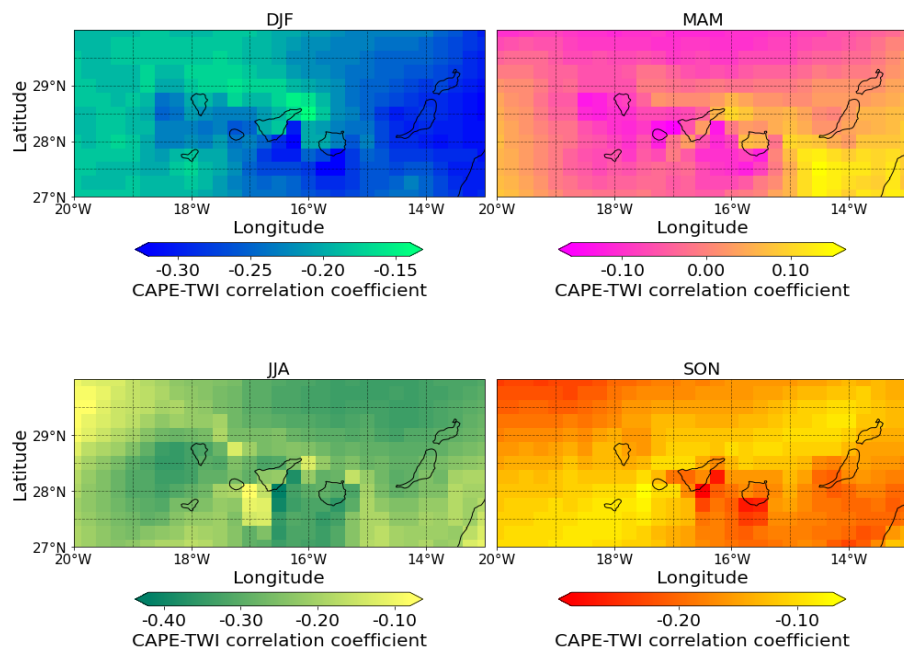 DJF
MAM
Latitude
29°N
28°N
27°N
20°W
18°W
16°W
14°W
20°W
18°W
16°W
14°W
Longitude
Longitude
-0.30
-0.25
-0.20
-0.15
-0.10
0.00
0.10
CAPE-TWI correlation coefficient
CAPE-TWI correlation coefficient
JJA
SON
Latitude
29°N
28°N
27°N
20°W
18°W
16°W
14°W
20°W
18°W
16°W
14°W
Longitude
Longitude
-0.40
-0.30
-0.20
-0.10
-0.20
-0.10
CAPE-TWI correlation coefficient
CAPE-TWI correlation coefficient